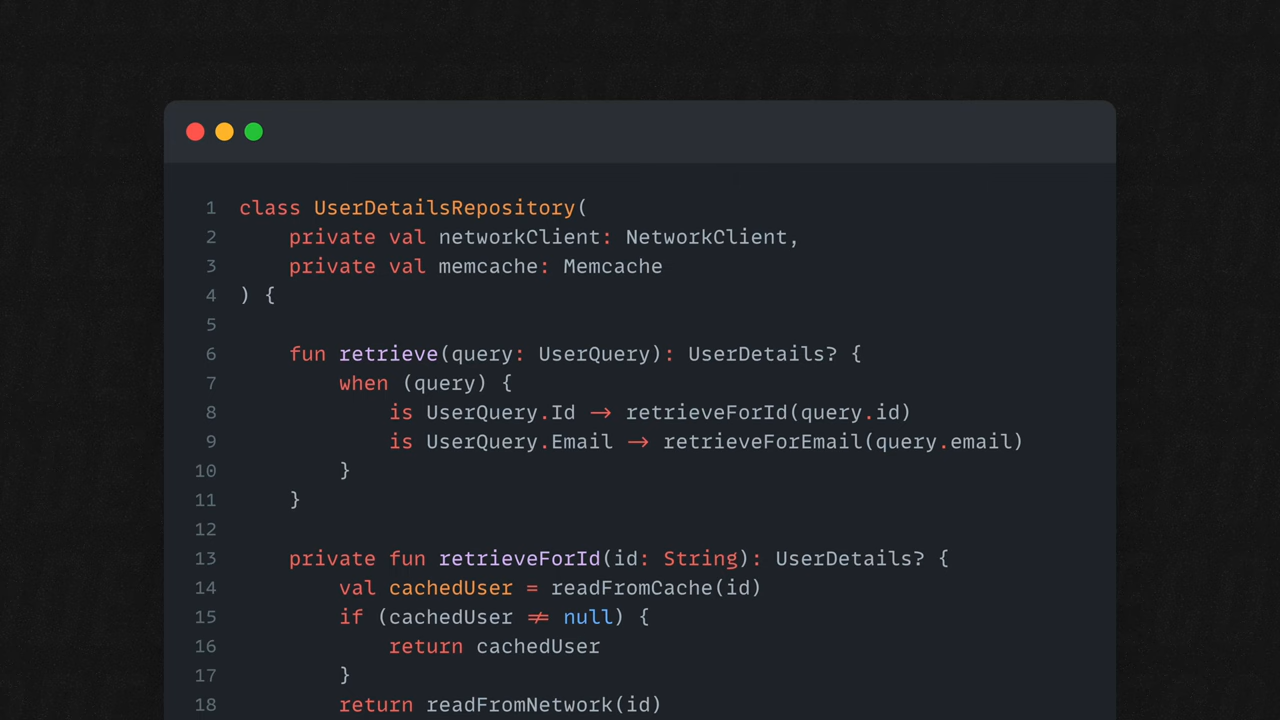 1 class UserDetailsRepository(
2     private val networkClient: NetworkClient,
3     private val memcache: Memcache
4 ) {
5
6     fun retrieve(query: UserQuery): UserDetails? {
7         when (query) {
8             is UserQuery.Id → retrieveForId(query.id)
9             is UserQuery.Email → retrieveForEmail(query.email)
10         }
11     }
12
13     private fun retrieveForId(id: String): UserDetails? {
14         val cachedUser = readFromCache(id)
15         if (cachedUser ≠ null) {
16             return cachedUser
17         }
18         return readFromNetwork(id)